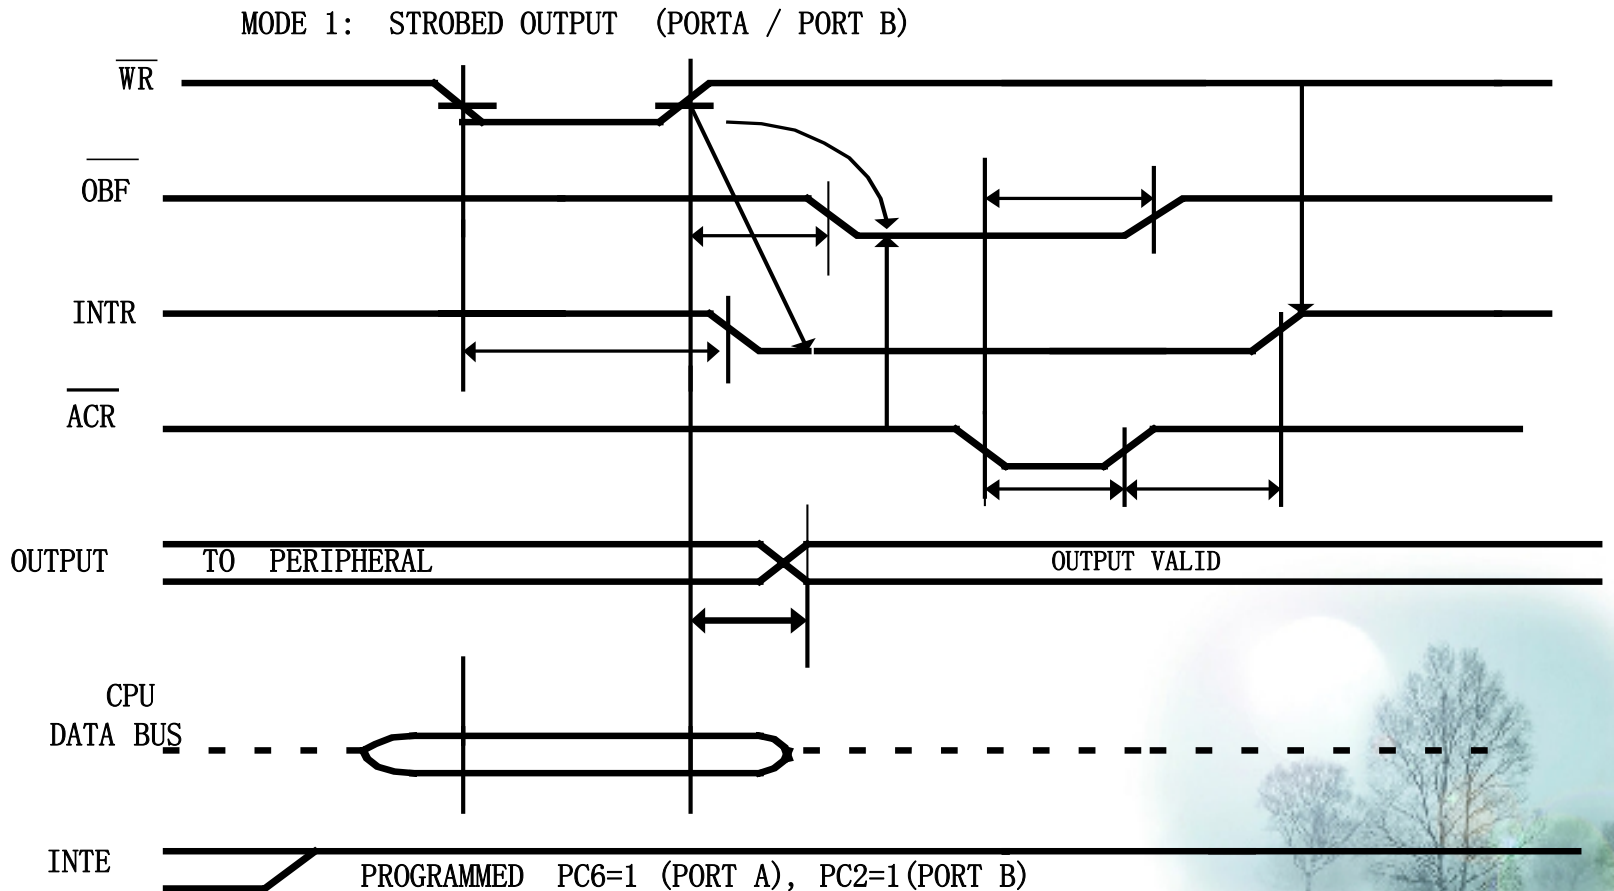 MODE 1: STROBED OUTPUT (PORTA / PORT B)
WR
OBF
INTR
ACR
OUTPUT TO PERIPHERAL OUTPUT VALID
CPU
DATA BUS
INTE PROGRAMMED PC6=1 (PORT A), PC2=1(PORT B)